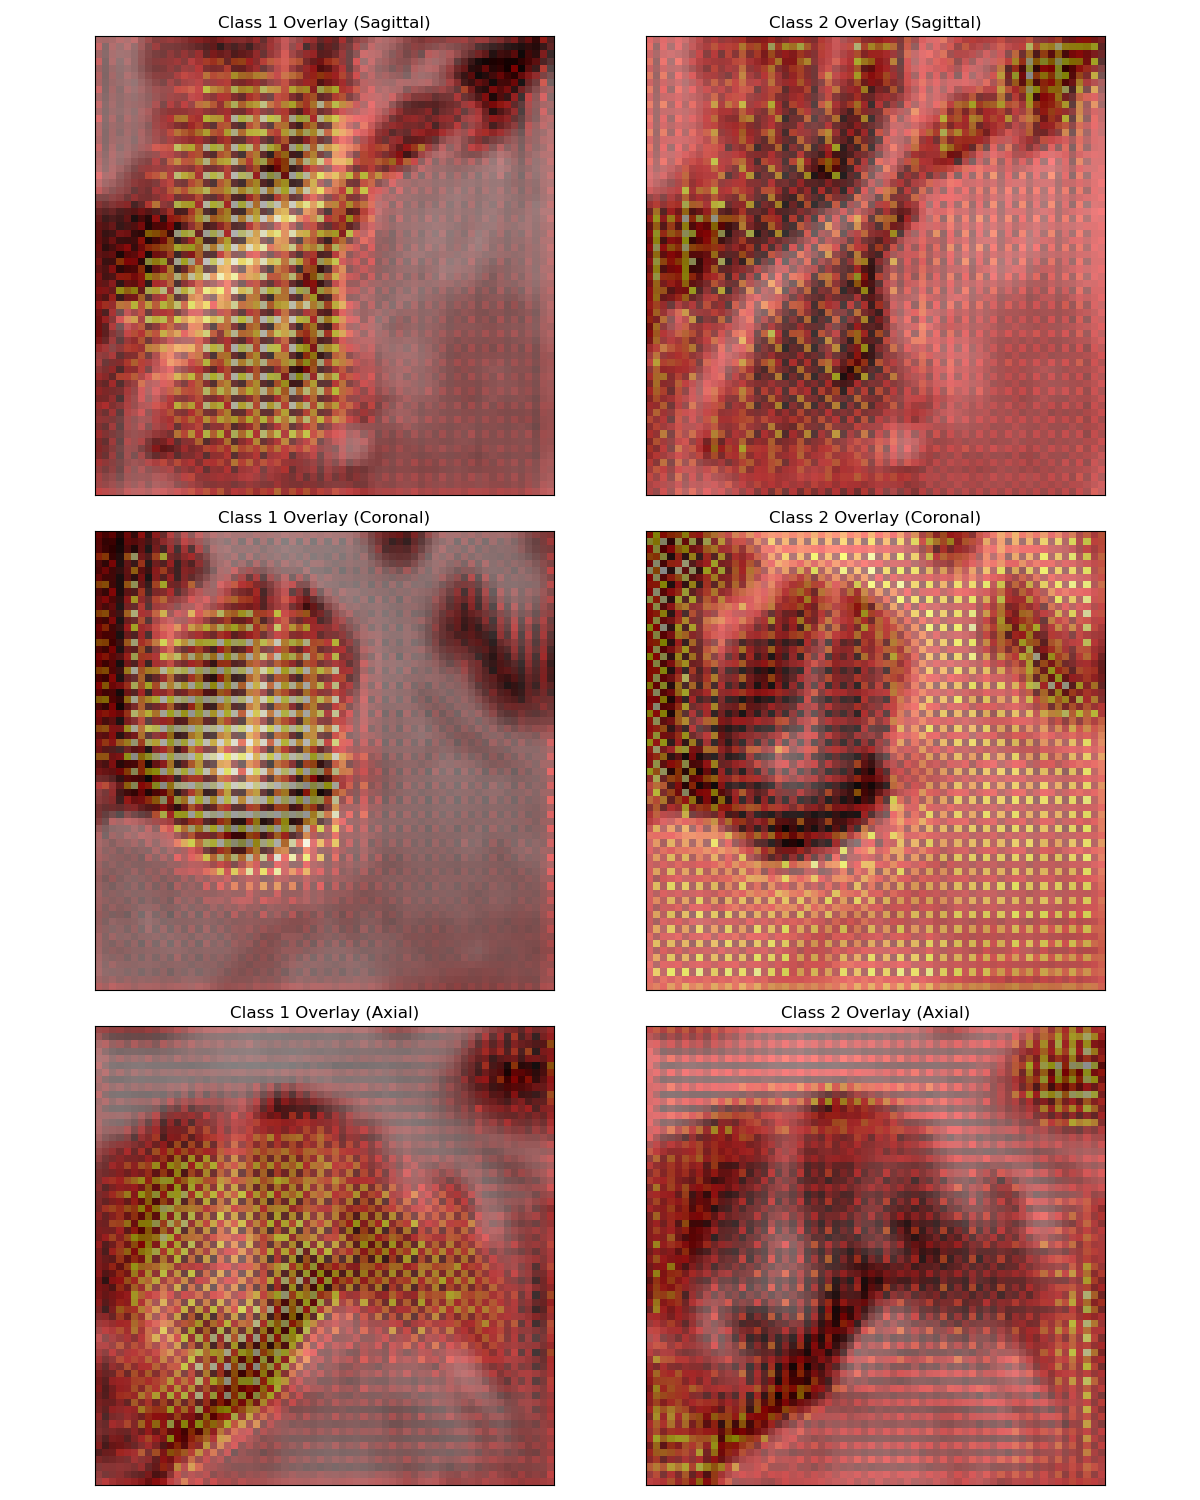 Class 1 Overlay (Sagittal)
Class 2 Overlay (Sagittal)
Class 1 Overlay (Coronal)
Class 2 Overlay (Coronal)
Class 1 Overlay (Axial)
Class 2 Overlay (Axial)